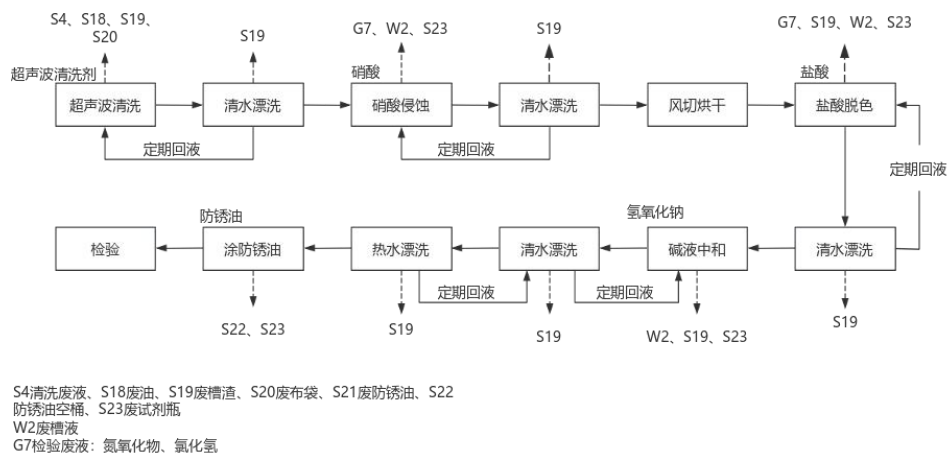 S4、S18、S19、
S20
S19
G7、W2、S23
S19
G7、S19、W2、S23
超声波清洗剂
硝酸
盐酸
超声波清洗
清水漂洗
硝酸侵蚀
清水漂洗
风切烘干
盐酸脱色
定期回液
定期回液
定期回液
防锈油
氢氧化钠
检验
涂防锈油
热水漂洗
清水漂洗
碱液中和
清水漂洗
定期回液
定期回液
S22、S23
S19
S19
W2、S19、S23
S19
S4清洗废液、S18废油、S19废槽渣、S20废布袋、S21废防锈油、S22
防锈油空桶、S23废试剂瓶
W2废槽液
G7检验废液：氮氧化物、氯化氢